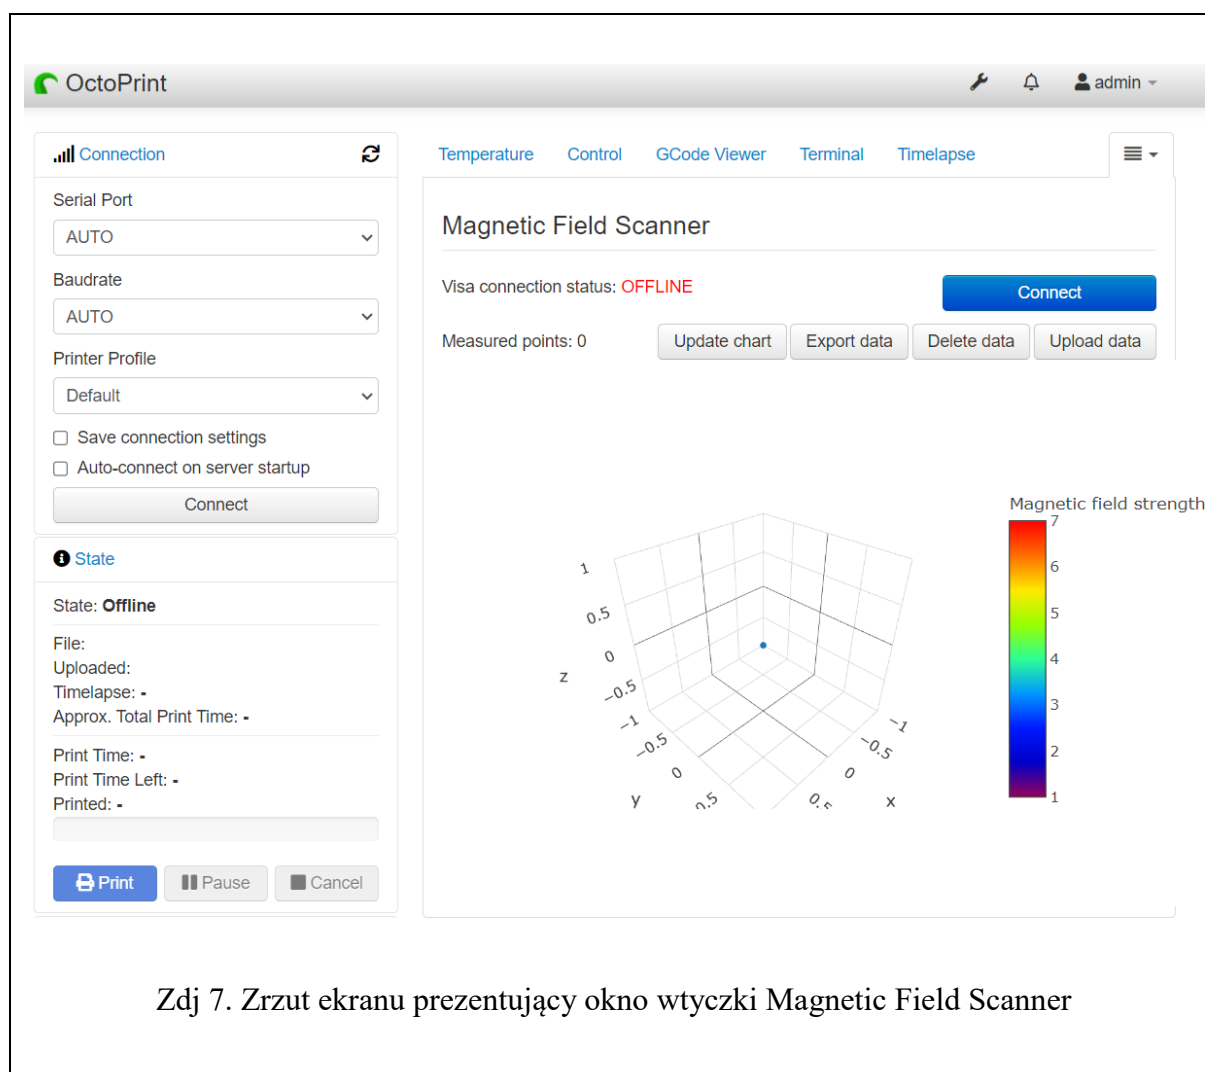 OctoPrint
admin
Connection
Serial Port
AUTO
Baudrate
AUTO
Printer Profile
Default
Save connection settings
Auto-connect on server startup
Connect
State
State: Offline
File:
Uploaded:
Timelapse: -
Approx. Total Print Time: -
Print Time: -
Print Time Left: -
Printed: -
Print Pause Cancel
Temperature Control GCode Viewer Terminal Timelapse
Magnetic Field Scanner
Visa connection status: OFFLINE
Connect
Measured points: 0
Update chart Export data Delete data Upload data
Magnetic field strength
7
6
5
4
3
2
1
1
0.5
0
−0.5
−1
z
−0.5
0
0.5
y
−1
−0.5
0
0.5
x
Zdj 7. Zrzut ekranu prezentujący okno wtyczki Magnetic Field Scanner